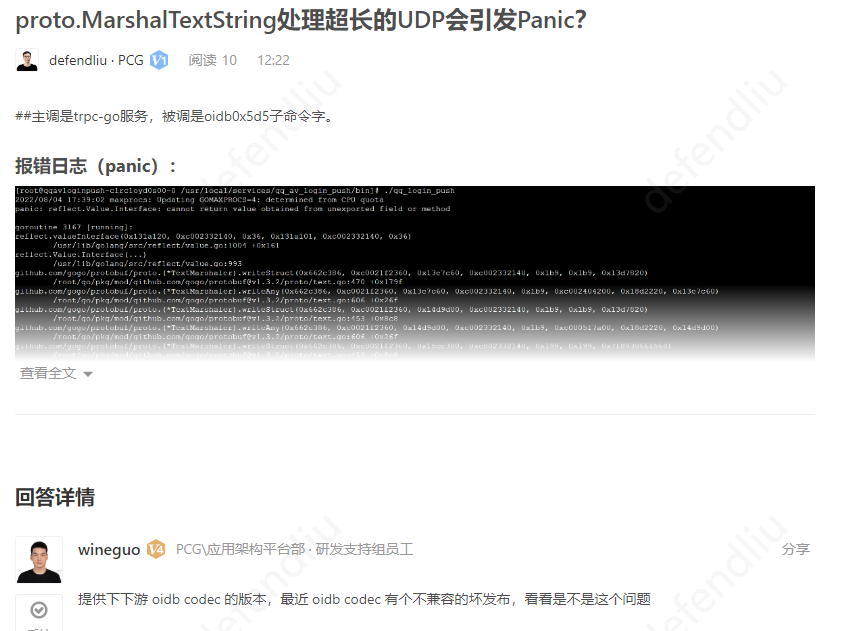 proto.MarshalTextString处理超长的UDP会引发Panic?
defendliu · PCG V1 阅读 10 12:22
##主调是trpc-go服务，被调是oidb0x5d5子命令字。
报错日志（panic）：
[root@qqavloginpush-clrcloyd0s00-0 /usr/local/services/qq_av_login_push/bin]# ./qq_login_push
2022/08/04 17:39:02 maxprocs: Updating GOMAXPROCS=4: determined from CPU quota
panic: reflect.Value.Interface: cannot return value obtained from unexported field or method
goroutine 3167 [running]:
reflect.valueInterface(0x131a120, 0xc002332140, 0x36, 0x131a101, 0xc002332140, 0x36)
/usr/lib/golang/src/reflect/value.go:1004 +0x161
reflect.Value.Interface(...)
/usr/lib/golang/src/reflect/value.go:993
github.com/gogo/protobuf/proto.(*TextMarshaler).writeStruct(0x662c386, 0xc0021f2360, 0x13e7c60, 0xc002332140, 0x1b9, 0x1b9, 0x13d7820)
/root/go/pkg/mod/github.com/gogo/protobuf@v1.3.2/proto/text.go:470 +0x179f
github.com/gogo/protobuf/proto.(*TextMarshaler).writeAny(0x662c386, 0xc0021f2360, 0x13e7c60, 0xc002332140, 0x1b9, 0xc002404200, 0x18d2220, 0x13e7c60)
/root/go/pkg/mod/github.com/gogo/protobuf@v1.3.2/proto/text.go:606 +0x26f
github.com/gogo/protobuf/proto.(*TextMarshaler).writeStruct(0x662c386, 0xc0021f2360, 0x14d9d00, 0xc002332140, 0x1b9, 0x1b9, 0x13d7820)
/root/go/pkg/mod/github.com/gogo/protobuf@v1.3.2/proto/text.go:453 +0x8c8
github.com/gogo/protobuf/proto.(*TextMarshaler).writeAny(0x662c386, 0xc0021f2360, 0x14d9d00, 0xc002332140, 0x1b9, 0xc000517a00, 0x18d2220, 0x14d9d00)
/root/go/pkg/mod/github.com/gogo/protobuf@v1.3.2/proto/text.go:606 +0x26f
查看全文
回答详情
wineguo V4 PCG\应用架构平台部 · 研发支持组员工 分享
提供下下游 oidb codec 的版本，最近 oidb codec 有个不兼容的坏发布，看看是不是这个问题
defendliu
defendliu
defendliu
defendliu